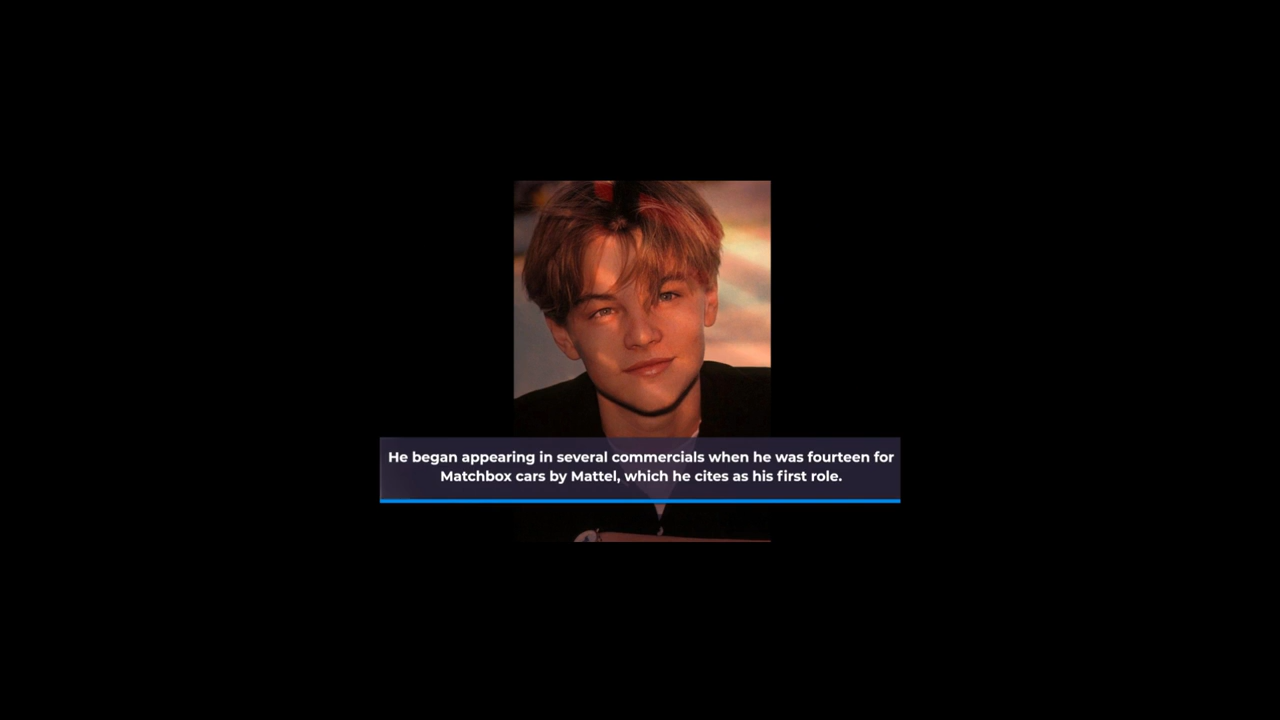 He began appearing in several commercials when he was fourteen for
Matchbox cars by Mattel, which he cites as his first role.